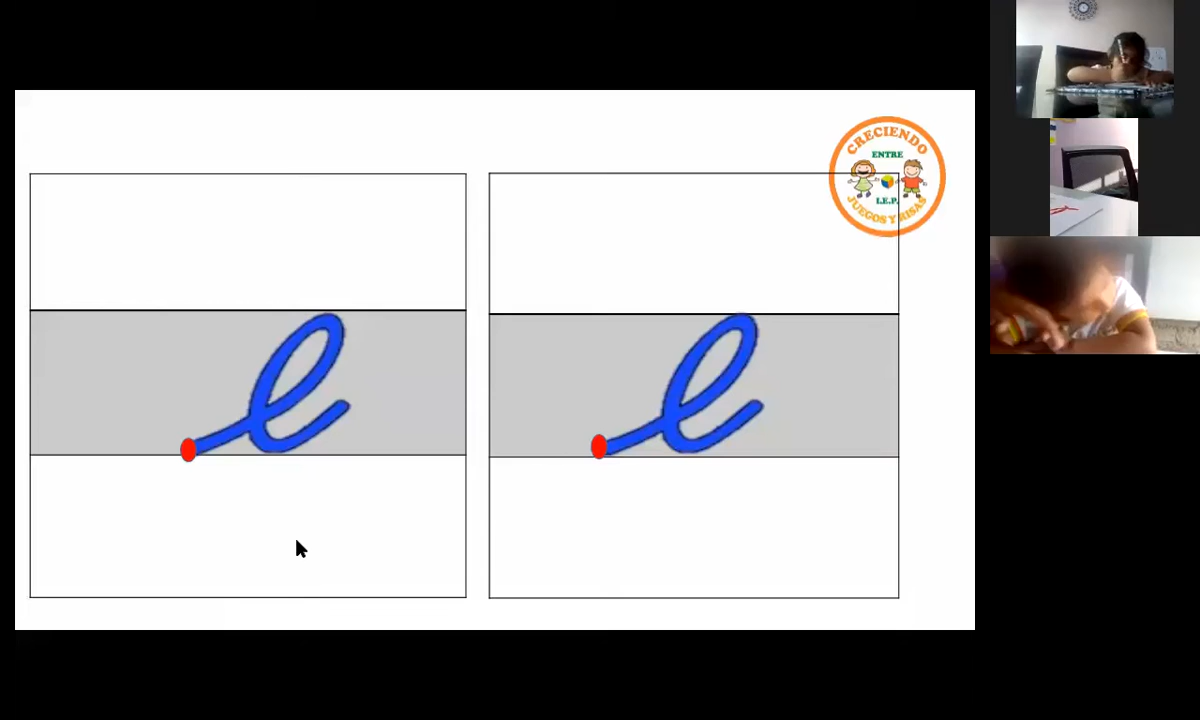 CRECIENDO
ENTRE
I.E.P.
JUEGOS Y RISAS
e e